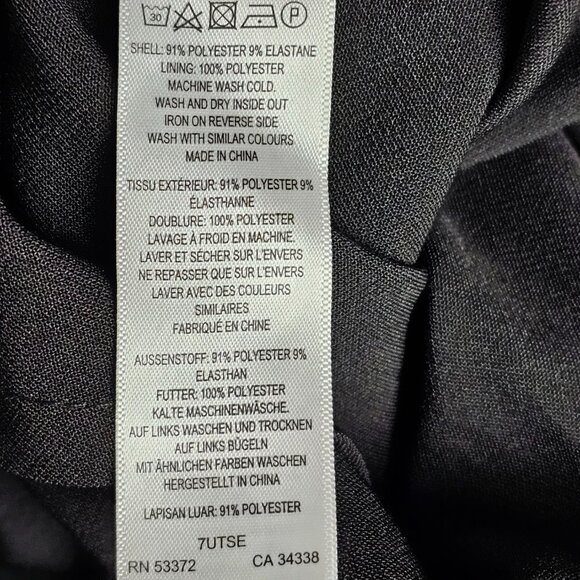 30 P
SHELL: 91% POLYESTER 9% ELASTANE
LINING: 100% POLYESTER
MACHINE WASH COLD.
WASH AND DRY INSIDE OUT
IRON ON REVERSE SIDE
WASH WITH SIMILAR COLOURS
MADE IN CHINA
TISSU EXTÉRIEUR: 91% POLYESTER 9%
ÉLASTHANNE
DOUBLURE: 100% POLYESTER
LAVAGE À FROID EN MACHINE.
LAVER ET SÉCHER SUR L'ENVERS
NE REPASSER QUE SUR L'ENVERS
LAVER AVEC DES COULEURS
SIMILAIRES
FABRIQUÉ EN CHINE
AUSSENSTOFF: 91% POLYESTER 9%
ELASTHAN
FUTTER: 100% POLYESTER
KALTE MASCHINENWÄSCHE.
AUF LINKS WASCHEN UND TROCKNEN
AUF LINKS BÜGELN
MIT ÄHNLICHEN FARBEN WASCHEN
HERGESTELLT IN CHINA
LAPISAN LUAR: 91% POLYESTER
7UTSE
RN 53372 CA 34338